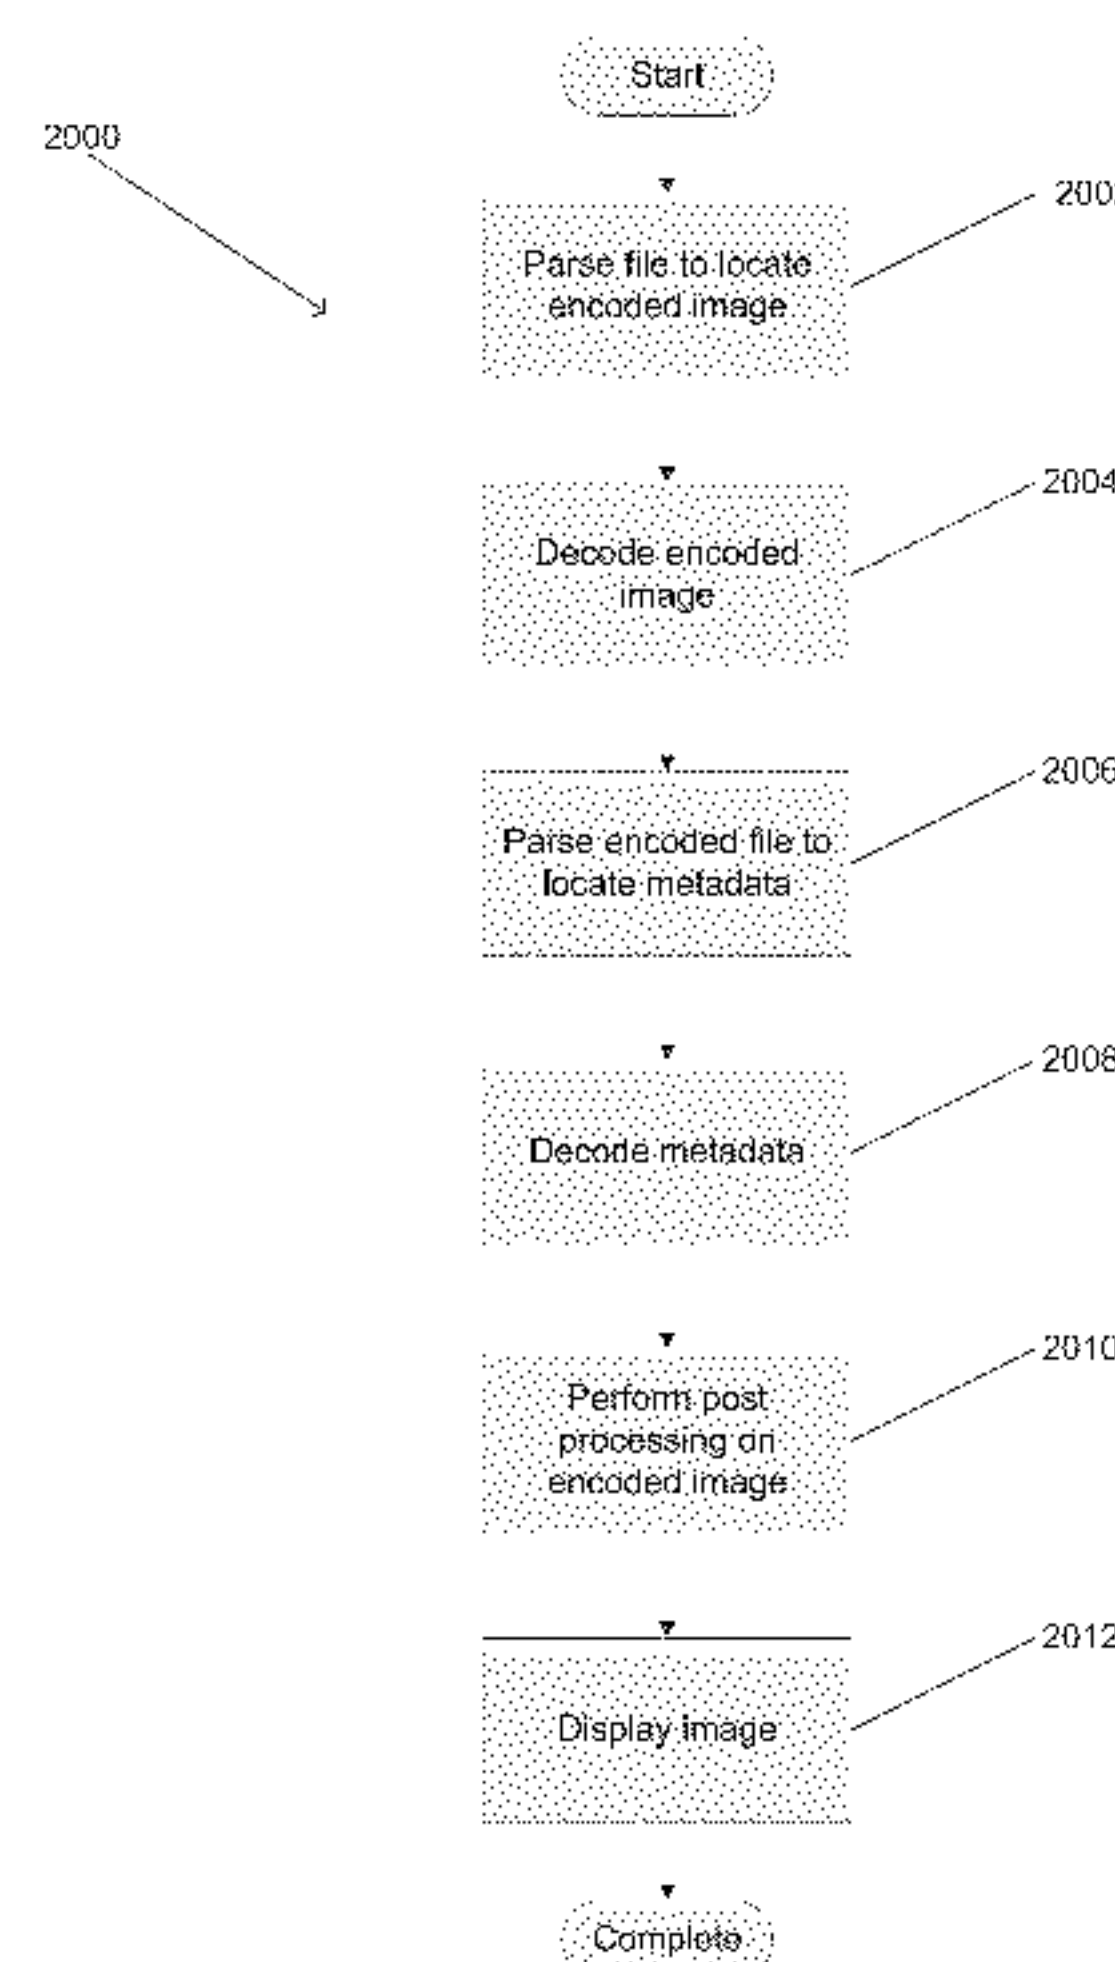 Start
2000
Parse file to locate
encoded image
2004
Decode encoded
image
2006
Parse encoded file to
locate metadata
2008
Decode metadata
2010
Perform post
processing on
encoded image
2012
Display image
Complete